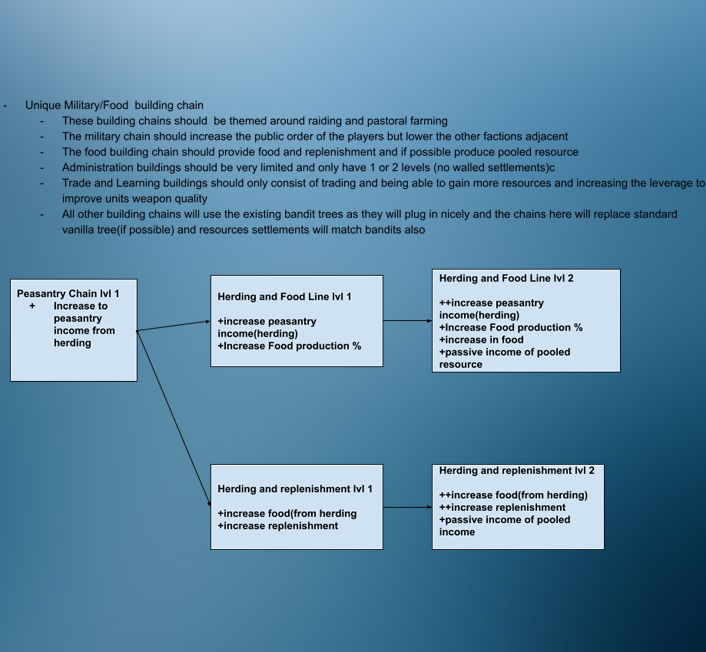 - Unique Military/Food building chain
- These building chains should be themed around raiding and pastoral farming
- The military chain should increase the public order of the players but lower the other factions adjacent
- The food building chain should provide food and replenishment and if possible produce pooled resource
- Administration buildings should be very limited and only have 1 or 2 levels (no walled settlements)c
- Trade and Learning buildings should only consist of trading and being able to gain more resources and increasing the leverage to
improve units weapon quality
- All other building chains will use the existing bandit trees as they will plug in nicely and the chains here will replace standard
vanilla tree(if possible) and resources settlements will match bandits also
Peasantry Chain lvl 1
+ Increase to
peasantry
income from
herding
Herding and Food Line lvl 1
+increase peasantry
income(herding)
+Increase Food production %
Herding and Food Line lvl 2
++increase peasantry
income(herding)
+Increase Food production %
+increase in food
+passive income of pooled
resource
Herding and replenishment lvl 1
+increase food(from herding
+increase replenishment
Herding and replenishment lvl 2
++increase food(from herding)
++increase replenishment
+passive income of pooled
income